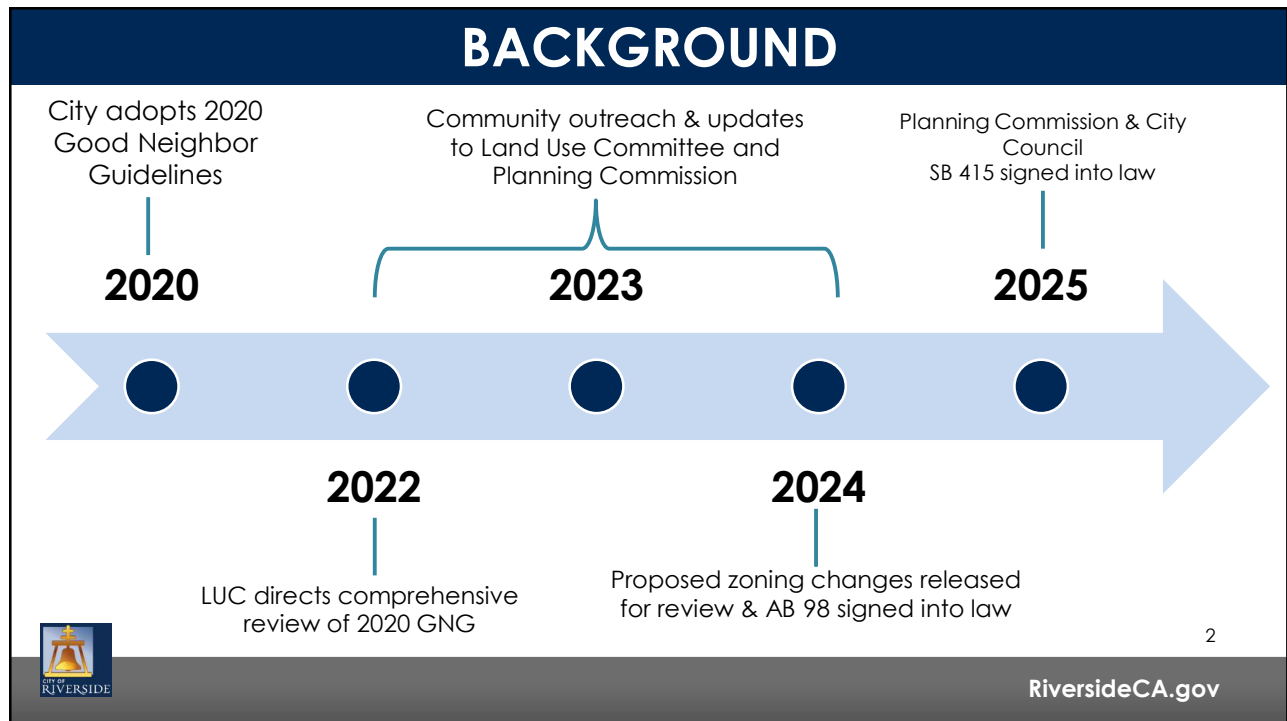 BACKGROUND
City adopts 2020
Good Neighbor
Guidelines
Community outreach & updates
to Land Use Committee and
Planning Commission
Planning Commission & City
Council
SB 415 signed into law
2020
2023
2025
2022
2024
LUC directs comprehensive
review of 2020 GNG
Proposed zoning changes released
for review & AB 98 signed into law
2
CITY OF
RIVERSIDE
RiversideCA.gov